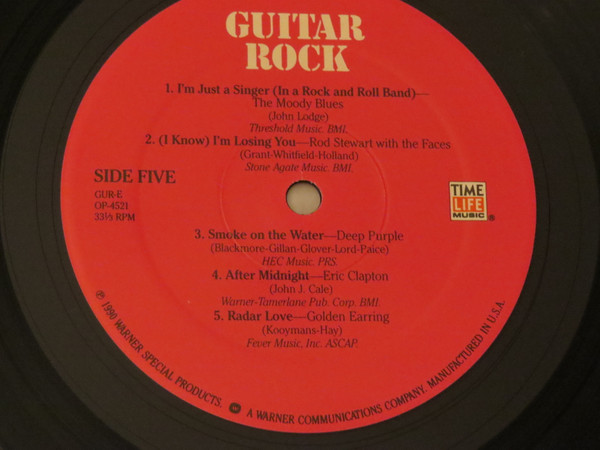 GUITAR
ROCK
1. I'm Just a Singer (In a Rock and Roll Band)—
The Moody Blues
(John Lodge)
Threshold Music. BMI.
2. (I Know) I'm Losing You—Rod Stewart with the Faces
(Grant-Whitfield-Holland)
Stone Agate Music. BMI.
SIDE FIVE
GUR-E
OP-4521
33⅓ RPM
TIME
LIFE
MUSIC
®
3. Smoke on the Water—Deep Purple
(Blackmore-Gillan-Glover-Lord-Paice)
HEC Music. PRS.
4. After Midnight—Eric Clapton
(John J. Cale)
Warner-Tamerlane Pub. Corp. BMI.
5. Radar Love—Golden Earring
(Kooymans-Hay)
Fever Music, Inc. ASCAP.
℗ 1990 WARNER SPECIAL PRODUCTS. A WARNER COMMUNICATIONS COMPANY. MANUFACTURED IN U.S.A.